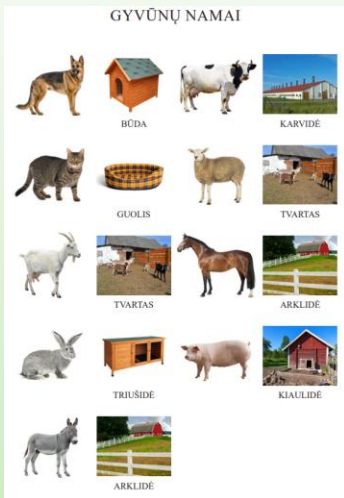 GYVŪNŲ NAMAI
BŪDA
KARVIDĖ
GUOLIS
TVARTAS
TVARTAS
ARKLIDĖ
TRIUŠIDĖ
KIAULIDĖ
ARKLIDĖ